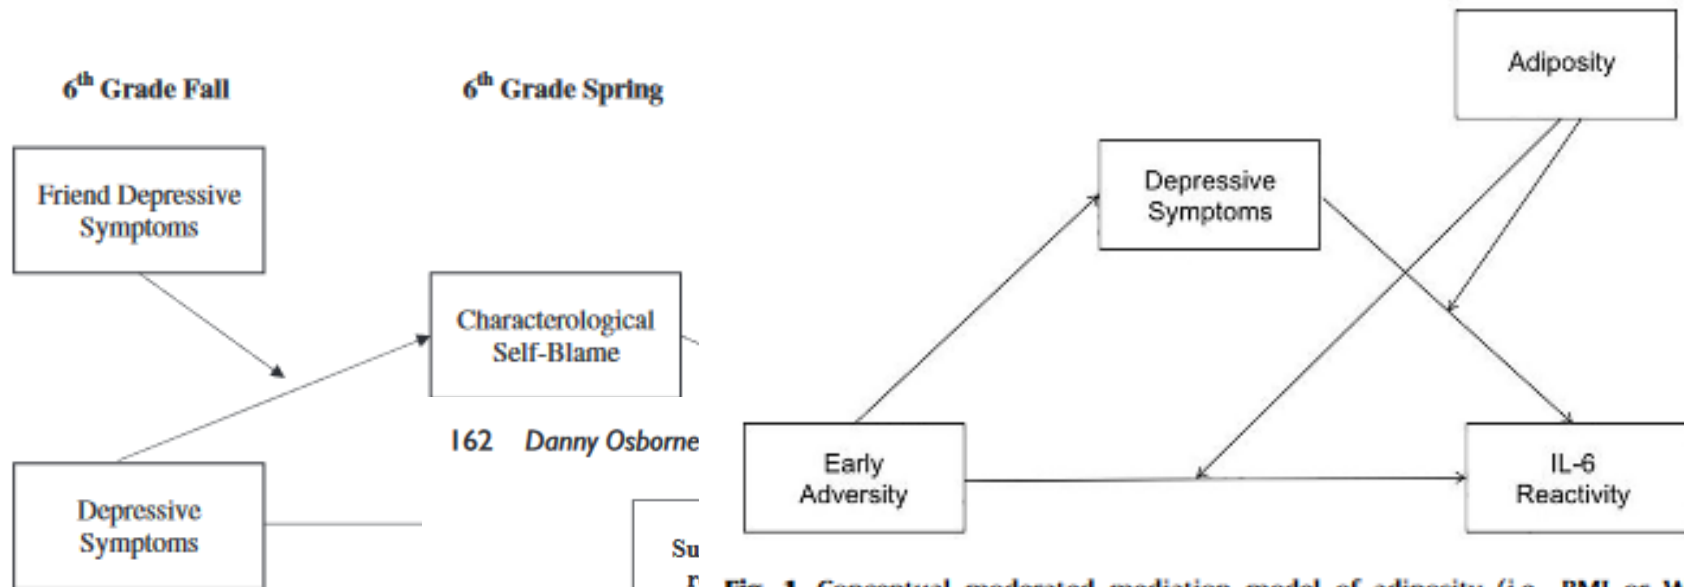 6th Grade Fall
6th Grade Spring
Friend Depressive
Symptoms
Characterological
Self-Blame
Depressive
Symptoms
162 Danny Osborne
Su
r
Adiposity
Depressive
Symptoms
Early
Adversity
IL-6
Reactivity
Fig. 1 Conceptual moderated mediation model of adiposity (i.e., BMI or W